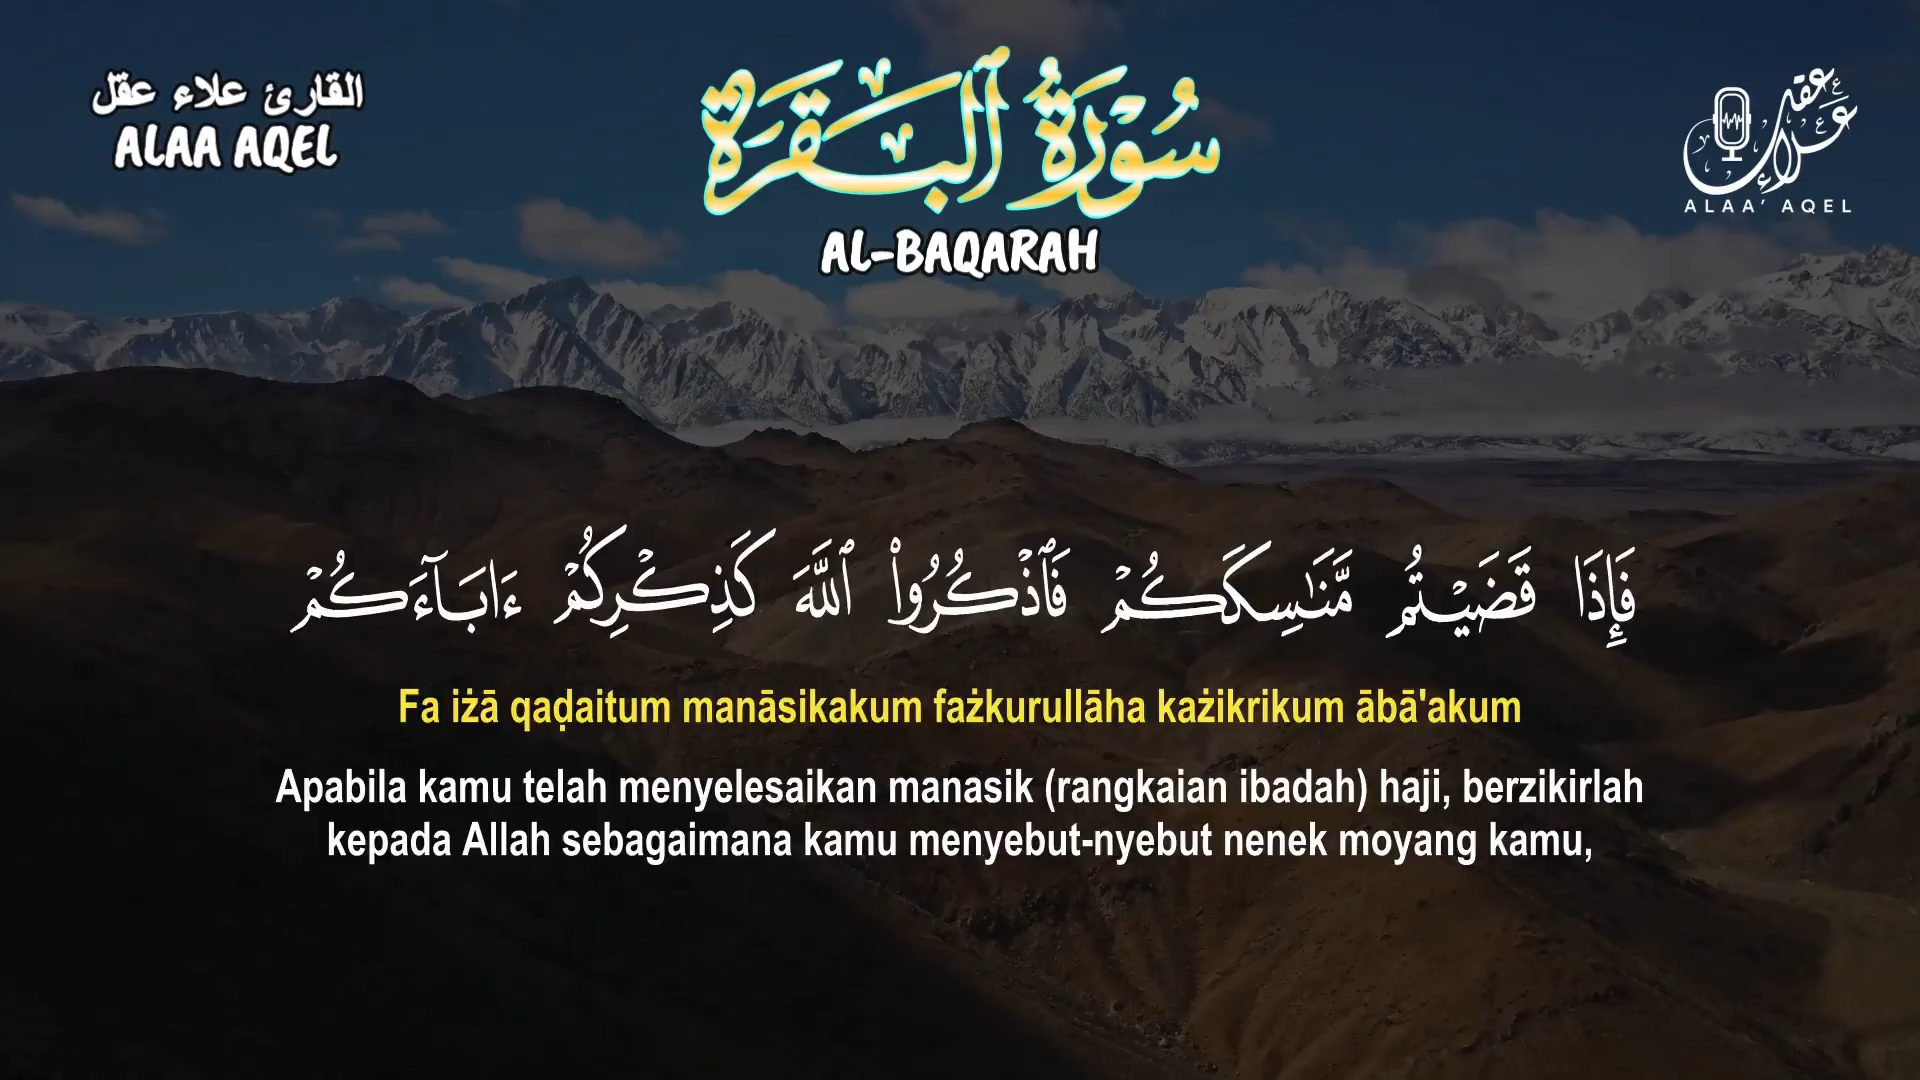 القارئ علاء عقل
ALAA AQEL
سُورَةُ ٱلْبَقَرَةِ
AL-BAQARAH
علاء عقل
ALAA' AQEL
فَإِذَا قَضَيْتُم مَّنَـٰسِكَكُمْ فَٱذْكُرُوا۟ ٱللَّهَ كَذِكْرِكُمْ ءَابَآءَكُمْ
Fa iżā qaḍaitum manāsikakum fażkurullāha każikrikum ābā'akum
Apabila kamu telah menyelesaikan manasik (rangkaian ibadah) haji, berzikirlah
kepada Allah sebagaimana kamu menyebut-nyebut nenek moyang kamu,